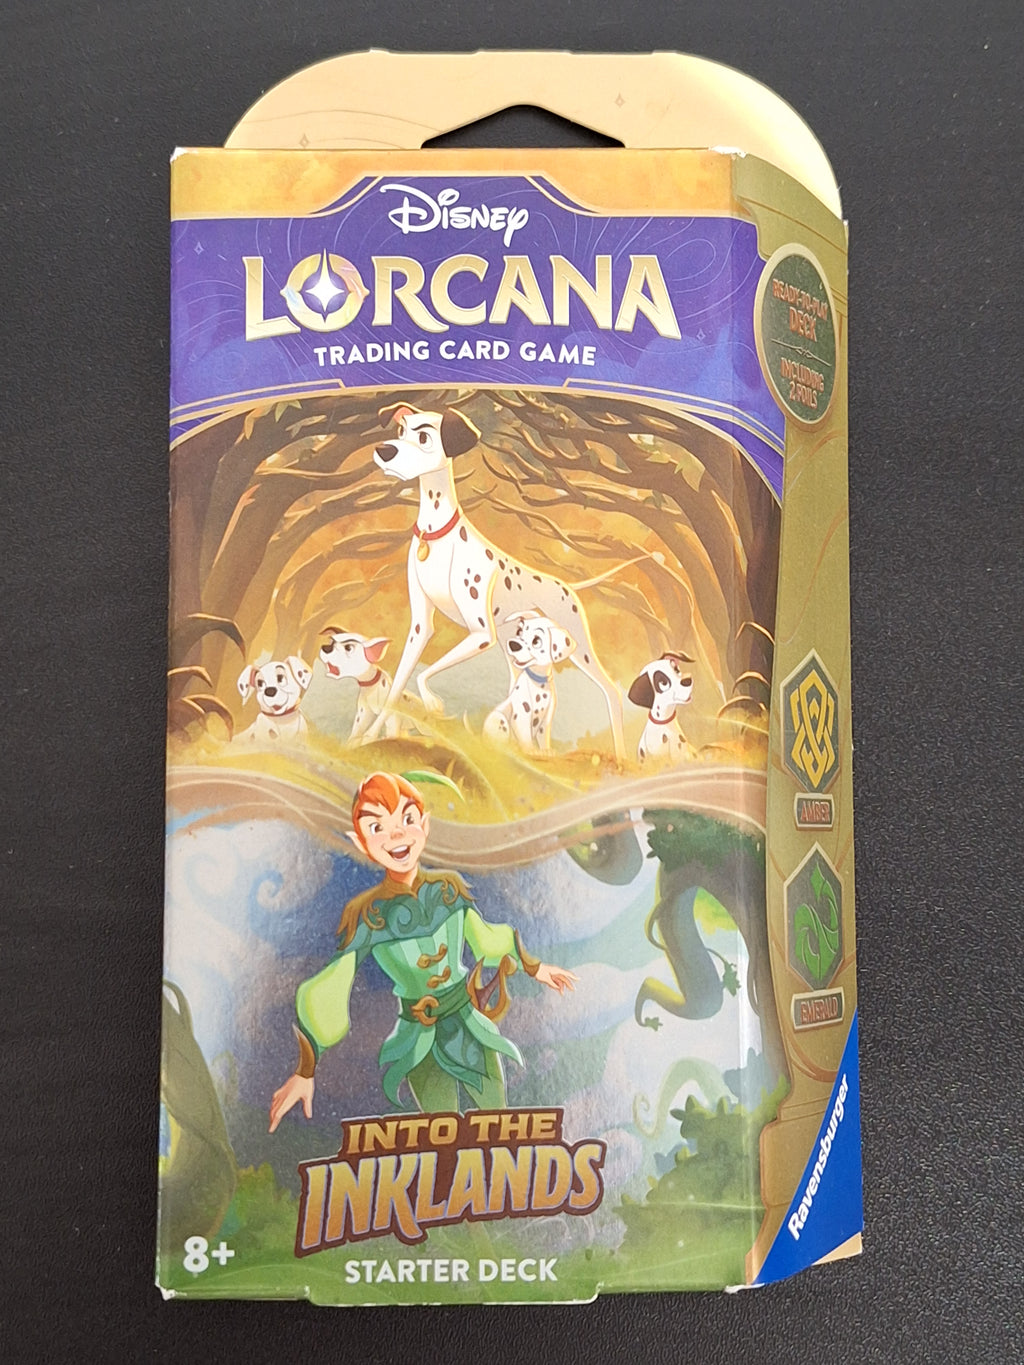 Disney
LORCANA
TRADING CARD GAME
READY-TO-PLAY
DECK
INCLUDING
2 FOILS
AMBER
EMERALD
INTO THE
INKLANDS
STARTER DECK
8+
Ravensburger